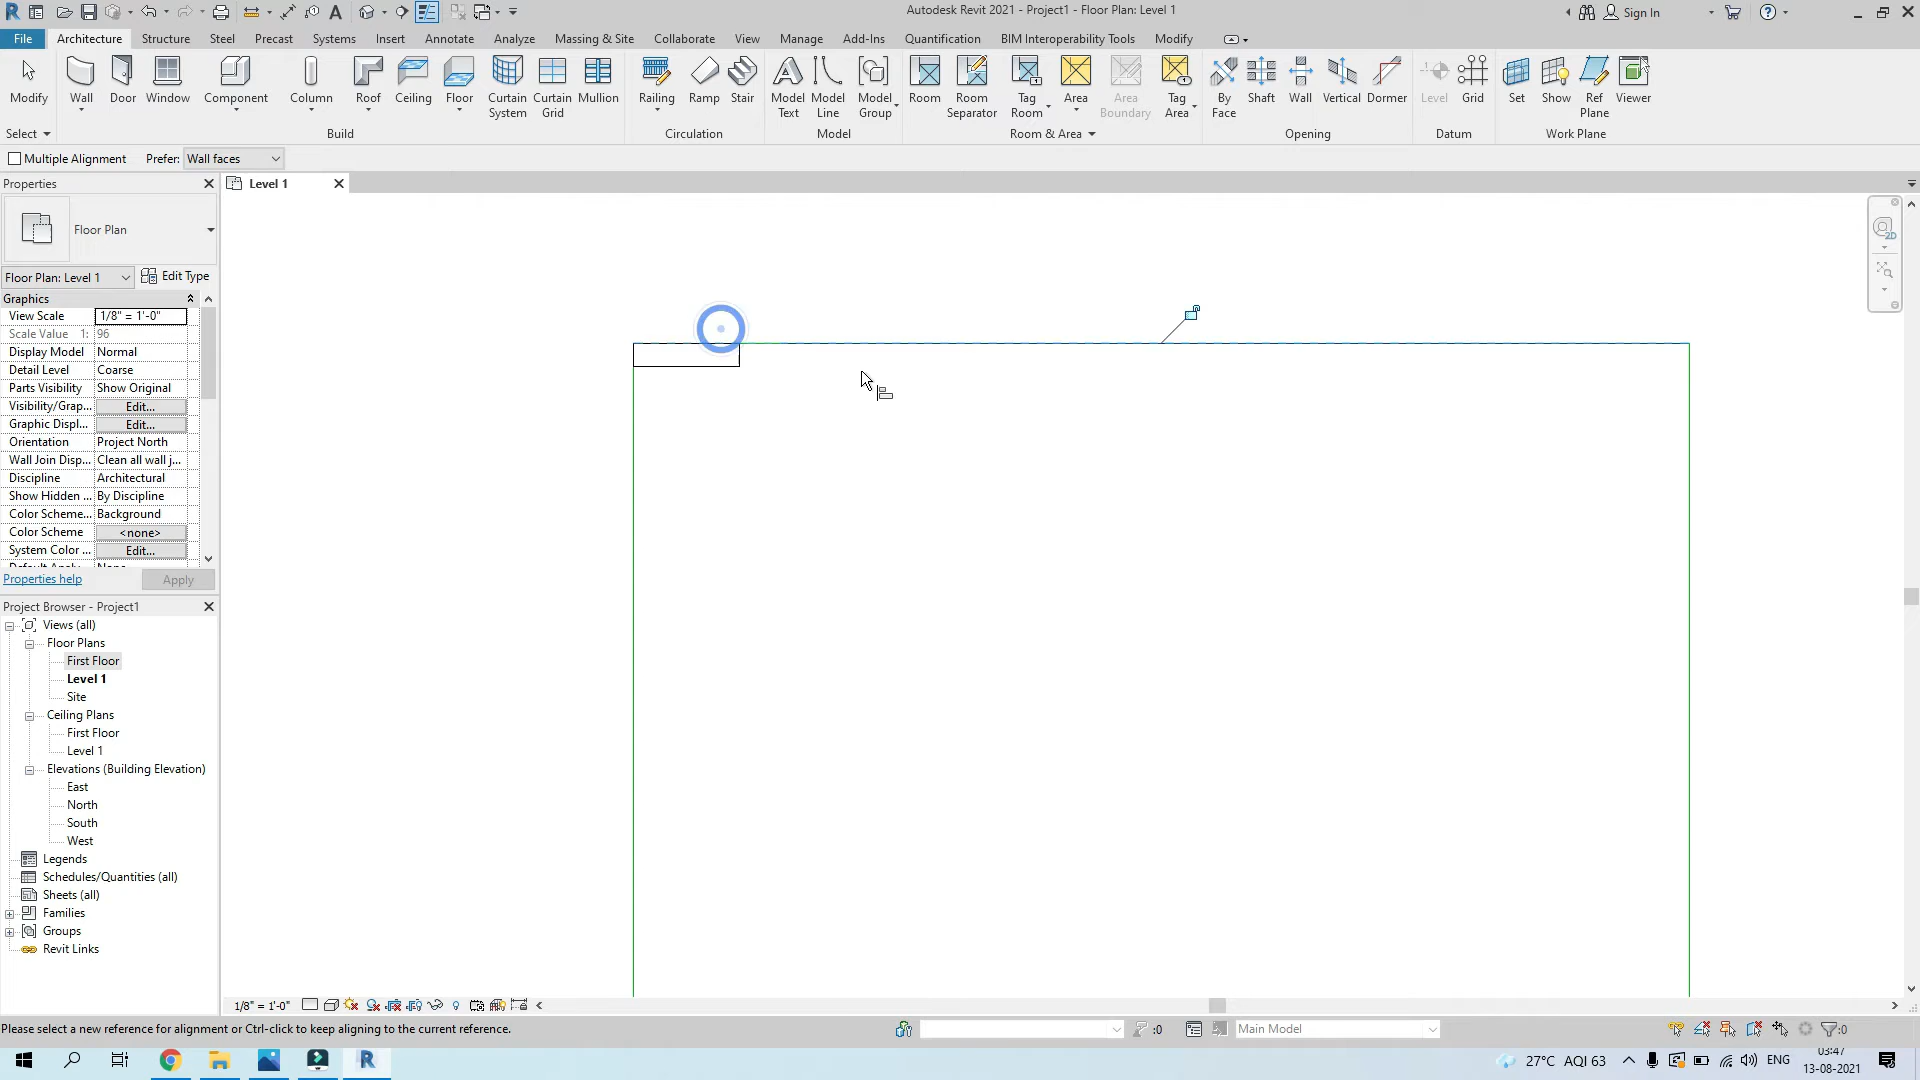 Autodesk Revit 2021 - Project1 - Floor Plan: Level 1
Sign In
File Architecture Structure Steel Precast Systems Insert Annotate Analyze Massing & Site Collaborate View Manage Add-Ins Quantification BIM Interoperability Tools Modify
Modify Wall Door Window Component Column Roof Ceiling Floor Curtain System Curtain Grid Mullion Railing Ramp Stair Model Text Model Line Model Group Room Room Separator Tag Room Area Area Boundary Tag Area By Face Shaft Wall Vertical Dormer Level Grid Set Show Ref Plane Viewer
Select Build Circulation Model Room & Area Opening Datum Work Plane
Multiple Alignment Prefer: Wall faces
Properties
Level 1
Floor Plan
Floor Plan: Level 1 Edit Type
Graphics
View Scale 1/8" = 1'-0"
Scale Value 1: 96
Display Model Normal
Detail Level Coarse
Parts Visibility Show Original
Visibility/Grap... Edit...
Graphic Displ... Edit...
Orientation Project North
Wall Join Disp... Clean all wall j...
Discipline Architectural
Show Hidden ... By Discipline
Color Scheme... Background
Color Scheme <none>
System Color ... Edit...
Properties help Apply
Project Browser - Project1
Views (all)
Floor Plans
First Floor
Level 1
Site
Ceiling Plans
First Floor
Level 1
Elevations (Building Elevation)
East
North
South
West
Legends
Schedules/Quantities (all)
Sheets (all)
Families
Groups
Revit Links
2D
1/8" = 1'-0"
Please select a new reference for alignment or Ctrl-click to keep aligning to the current reference.
:0
Main Model
:0
27°C AQI 63
ENG
03:47
13-08-2021